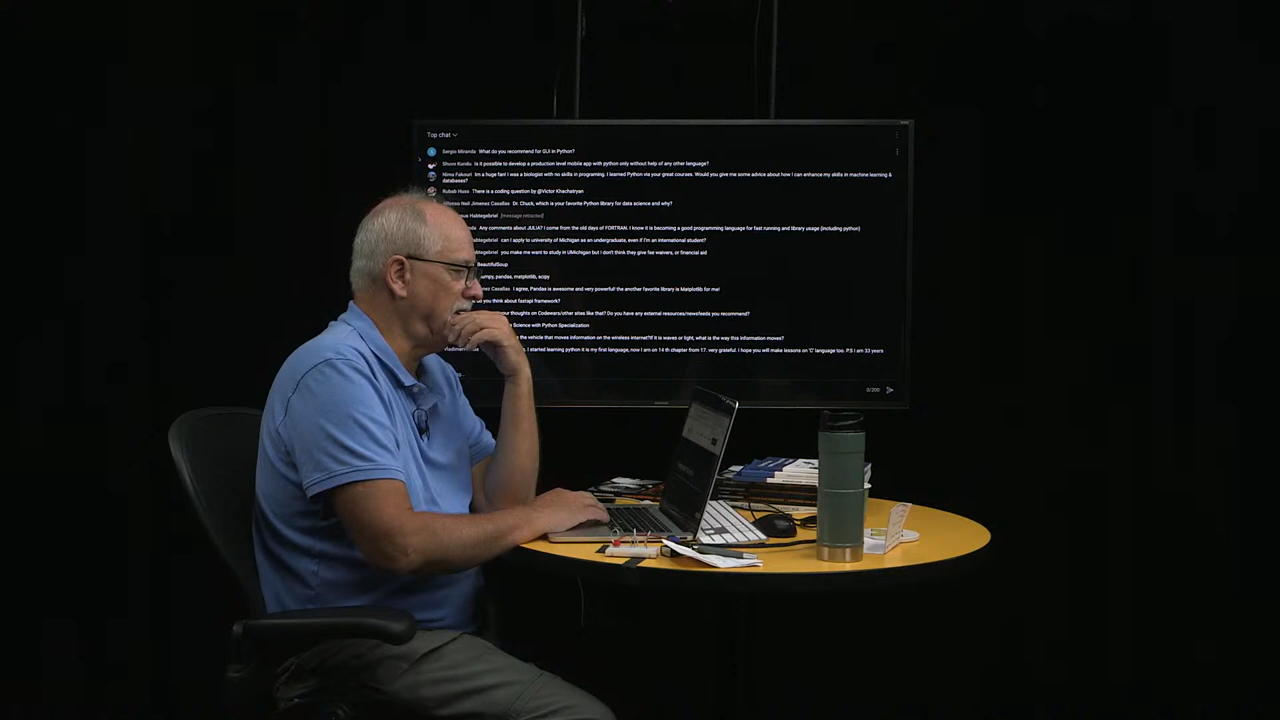 Top chat
Sergio Miranda What do you recommend for GUI in Python?
Shovo Kundu Is it possible to develop a production level mobile app with python only without help of any other language?
Nima Fakouri Im a huge fan! I was a biologist with no skills in programing. I learned Python via your great courses. Would you give me some advice about how I can enhance my skills in machine learning &
databases?
Rubab Huss There is a coding question by @Victor Khachatryan
Alfonso Neil Jimenez Casallas Dr. Chuck, which is your favorite Python library for data science and why?
Habtegebriel [message retracted]
Any comments about JULIA? I come from the old days of FORTRAN. I know it is becoming a good programming language for fast running and library usage (including python)
Habtegebriel can I apply to university of Michigan as an undergraduate, even if I'm an international student?
you make me want to study in UMichigan but I don't think they give fee waivers, or financial aid
BeautifulSoup
numpy, pandas, matplotlib, scipy
Casallas I agree, Pandas is awesome and very powerful! the another favorite library is Matplotlib for me!
do you think about fastapi framework?
your thoughts on Codewars/other sites like that? Do you have any external resources/newsfeeds you recommend?
Science with Python Specialization
the vehicle that moves information on the wireless internet?If it is waves or light, what is the way this information moves?
I started learning python it is my first language, now I am on 14 th chapter from 17. very grateful. I hope you will make lessons on 'C' language too. P.S I am 33 years
0/200